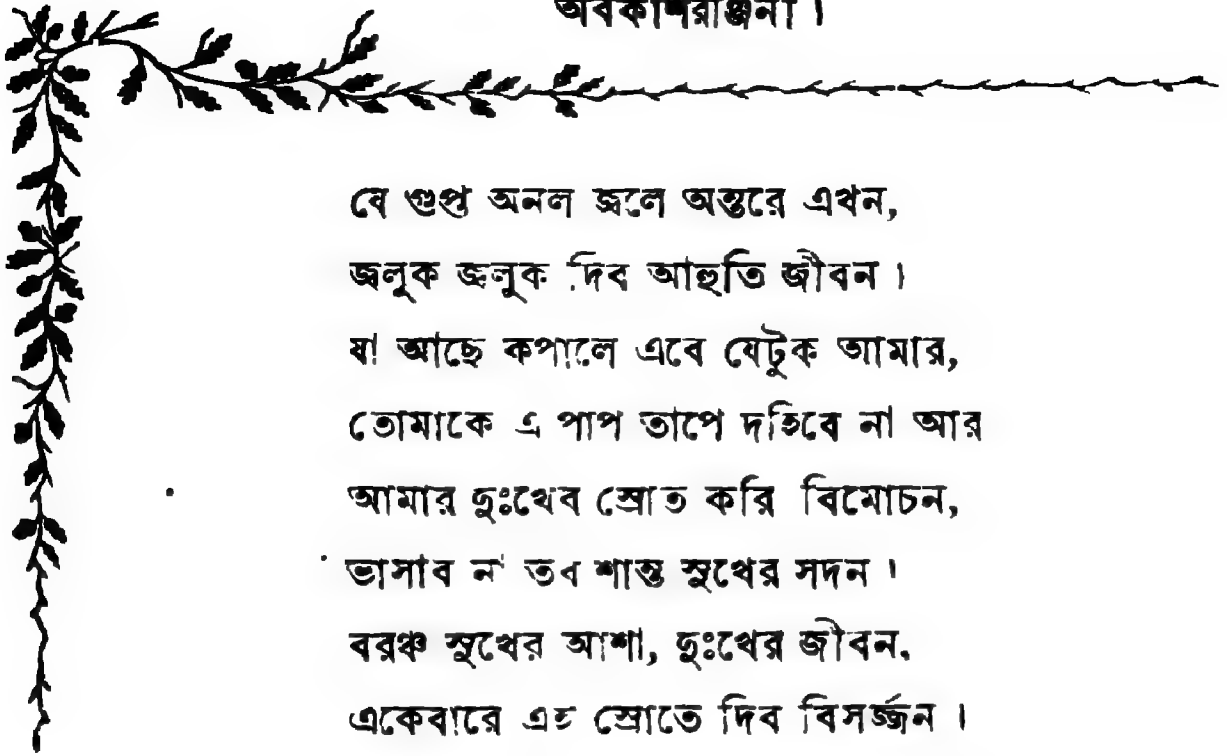 অবকাশরঞ্জিনী ।
যে গুপ্ত অনল জ্বলে অন্তরে এখন,
জ্বলুক জ্বলুক দিব আহুতি জীবন ।
যা আছে কপালে এবে যেটুক আমার,
তোমাকে এ পাপ তাপে দহিবে না আর
আমার দুঃখের স্রোত করি বিমোচন,
ভাসাব না তব শান্ত সুখের সদন ।
বরঞ্চ সুখের আশা, দুঃখের জীবন,
একেবারে এই স্রোতে দিব বিসর্জ্জন ।